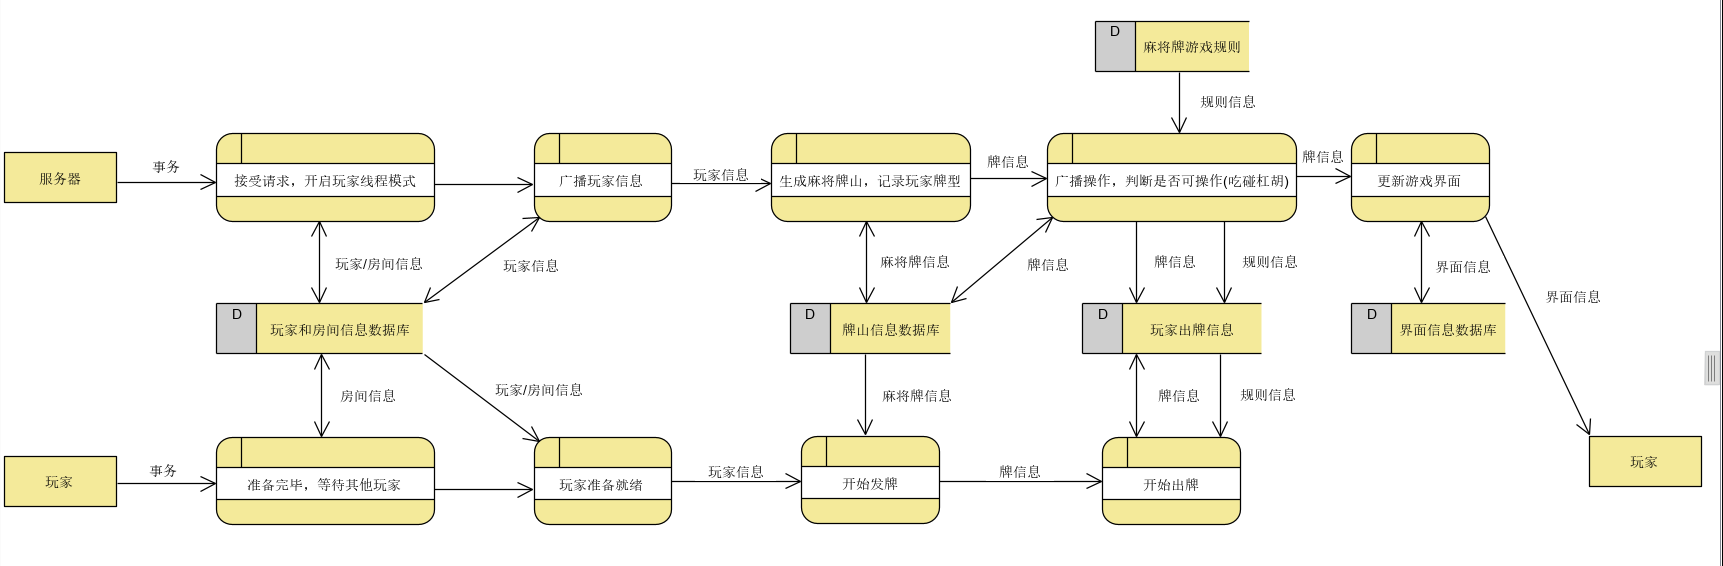 D
麻将牌游戏规则
规则信息
服务器
事务
接受请求，开启玩家线程模式
广播玩家信息
玩家信息
生成麻将牌山，记录玩家牌型
牌信息
广播操作，判断是否可操作(吃碰杠胡)
牌信息
更新游戏界面
玩家/房间信息
玩家信息
麻将牌信息
牌信息
牌信息
规则信息
界面信息
界面信息
D
玩家和房间信息数据库
D
牌山信息数据库
D
玩家出牌信息
D
界面信息数据库
房间信息
玩家/房间信息
麻将牌信息
牌信息
规则信息
玩家
事务
准备完毕，等待其他玩家
玩家准备就绪
玩家信息
开始发牌
牌信息
开始出牌
玩家